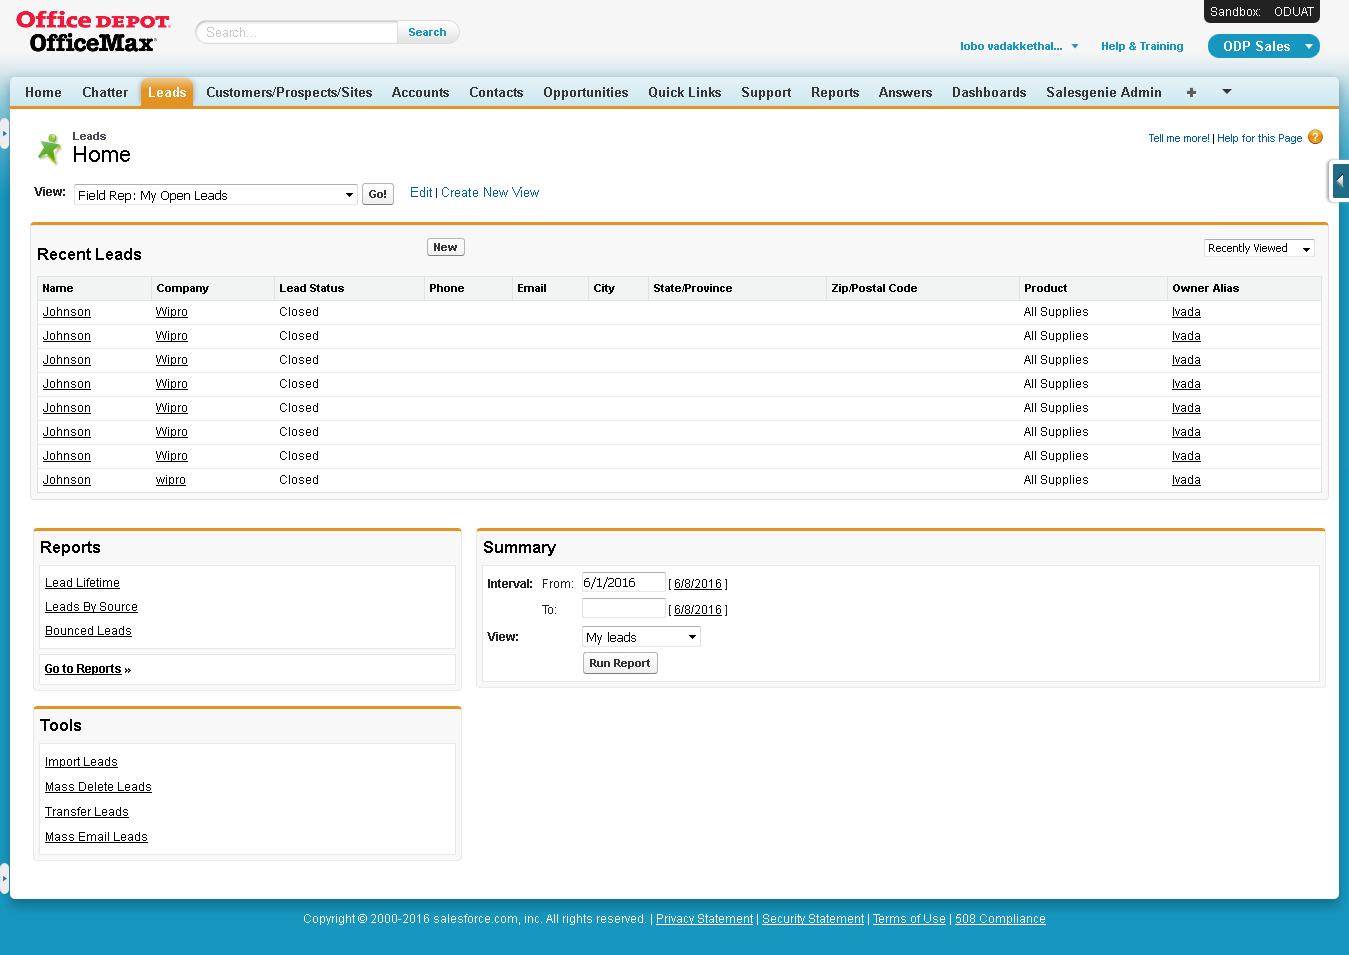 Office DEPOT
OfficeMax
Search...
Search
Sandbox: ODUAT
lobo vadakkethal...
Help & Training
ODP Sales
Home Chatter Leads Customers/Prospects/Sites Accounts Contacts Opportunities Quick Links Support Reports Answers Dashboards Salesgenie Admin +
Leads
Home
Tell me more! | Help for this Page ?
View: Field Rep: My Open Leads Go! Edit | Create New View
Recent Leads New Recently Viewed
Name Company Lead Status Phone Email City State/Province Zip/Postal Code Product Owner Alias
Johnson Wipro Closed All Supplies lvada
Johnson Wipro Closed All Supplies lvada
Johnson Wipro Closed All Supplies lvada
Johnson Wipro Closed All Supplies lvada
Johnson Wipro Closed All Supplies lvada
Johnson Wipro Closed All Supplies lvada
Johnson Wipro Closed All Supplies lvada
Johnson wipro Closed All Supplies lvada
Reports
Lead Lifetime
Leads By Source
Bounced Leads
Go to Reports »
Summary
Interval: From: 6/1/2016 [ 6/8/2016 ]
To: [ 6/8/2016 ]
View: My leads
Run Report
Tools
Import Leads
Mass Delete Leads
Transfer Leads
Mass Email Leads
Copyright © 2000-2016 salesforce.com, inc. All rights reserved. | Privacy Statement | Security Statement | Terms of Use | 508 Compliance